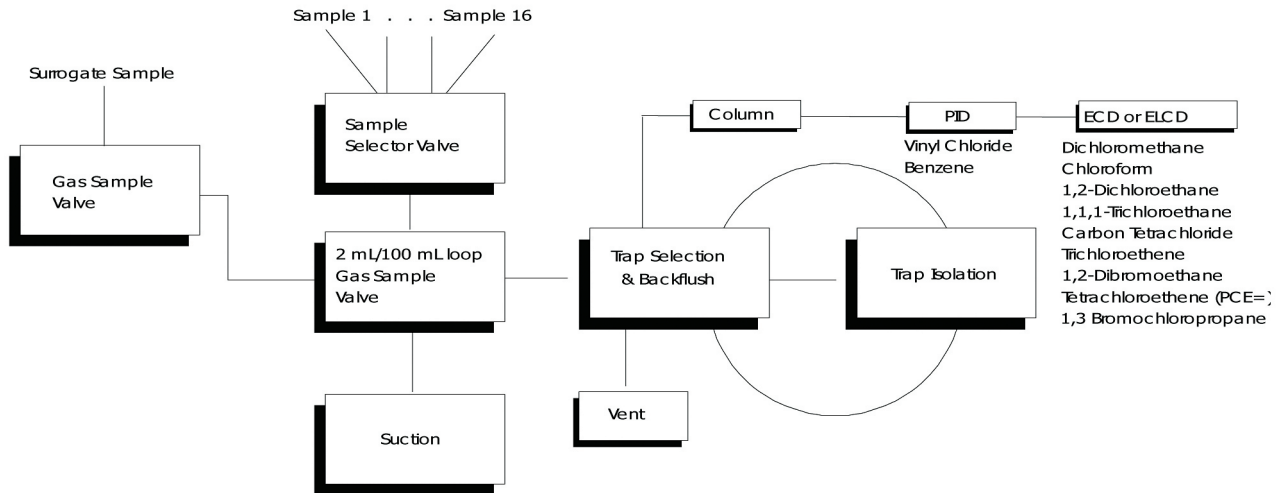 Sample 1 . . . Sample 16
Surrogate Sample
Sample
Selector Valve
Column
PID
ECD or ELCD
Gas Sample
Valve
Vinyl Chloride
Benzene
Dichloromethane
Chloroform
1,2-Dichloroethane
1,1,1-Trichloroethane
Carbon Tetrachloride
Trichloroethene
1,2-Dibromoethane
Tetrachloroethene (PCE=)
1,3 Bromochloropropane
2 mL/100 mL loop
Gas Sample
Valve
Trap Selection
& Backflush
Trap Isolation
Suction
Vent